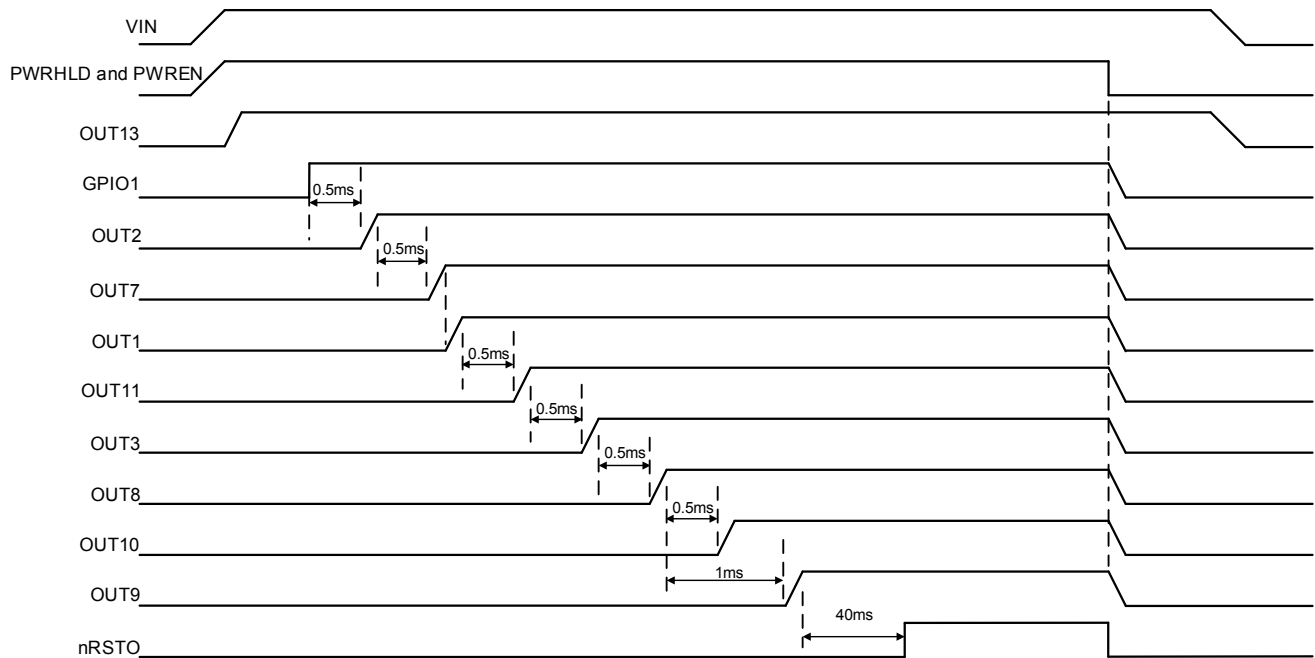 VIN
PWRHLD and PWREN
OUT13
GPIO1
0.5ms
OUT2
0.5ms
OUT7
OUT1
0.5ms
OUT11
0.5ms
OUT3
0.5ms
OUT8
0.5ms
OUT10
1ms
OUT9
40ms
nRSTO